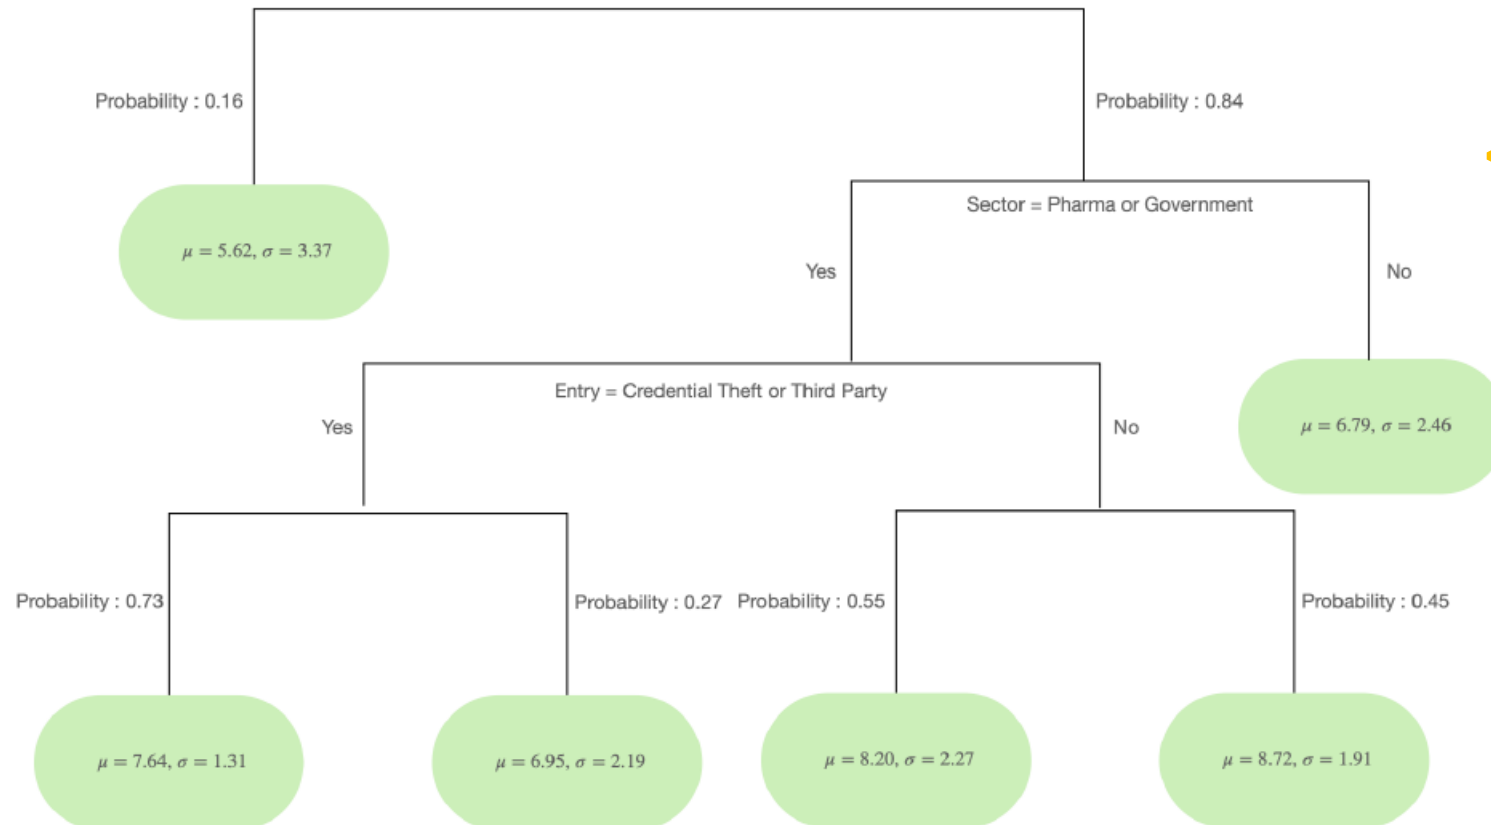 Probability : 0.16
Probability : 0.84
μ = 5.62, σ = 3.37
Sector = Pharma or Government
Yes
No
Entry = Credential Theft or Third Party
Yes
No
μ = 6.79, σ = 2.46
Probability : 0.73
Probability : 0.27
Probability : 0.55
Probability : 0.45
μ = 7.64, σ = 1.31
μ = 6.95, σ = 2.19
μ = 8.20, σ = 2.27
μ = 8.72, σ = 1.91